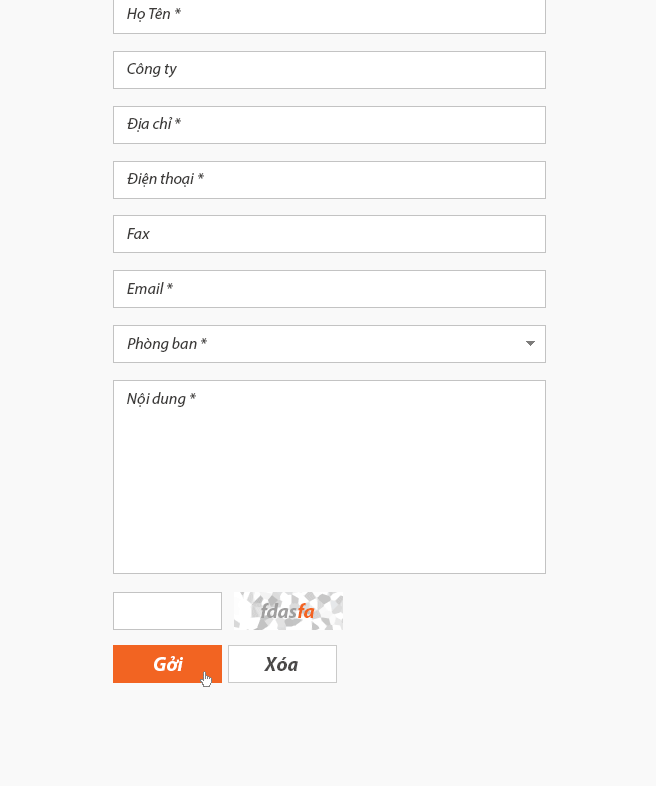 Họ Tên *
Công ty
Địa chỉ *
Điện thoại *
Fax
Email *
Phòng ban *
Nội dung *
fdasfa
Gởi
Xóa